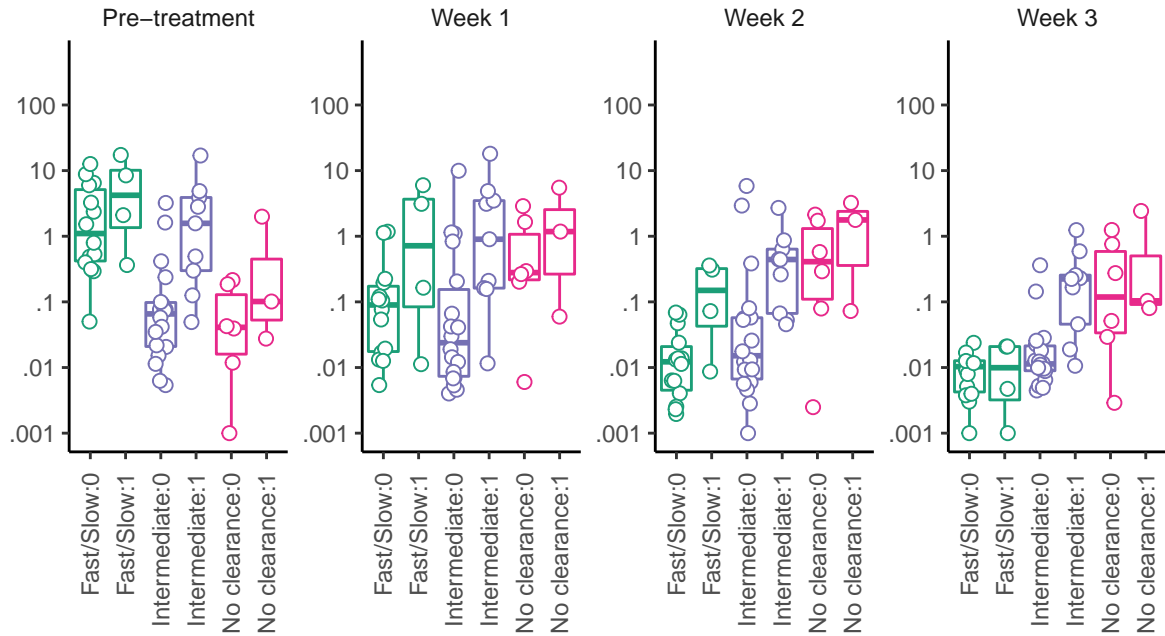 Pre−treatment
Week 1
Week 2
Week 3
100
10
1
.1
.01
.001
100
10
1
.1
.01
.001
100
10
1
.1
.01
.001
100
10
1
.1
.01
.001
Fast/Slow:0
Fast/Slow:1
Intermediate:0
Intermediate:1
No clearance:0
No clearance:1
Fast/Slow:0
Fast/Slow:1
Intermediate:0
Intermediate:1
No clearance:0
No clearance:1
Fast/Slow:0
Fast/Slow:1
Intermediate:0
Intermediate:1
No clearance:0
No clearance:1
Fast/Slow:0
Fast/Slow:1
Intermediate:0
Intermediate:1
No clearance:0
No clearance:1